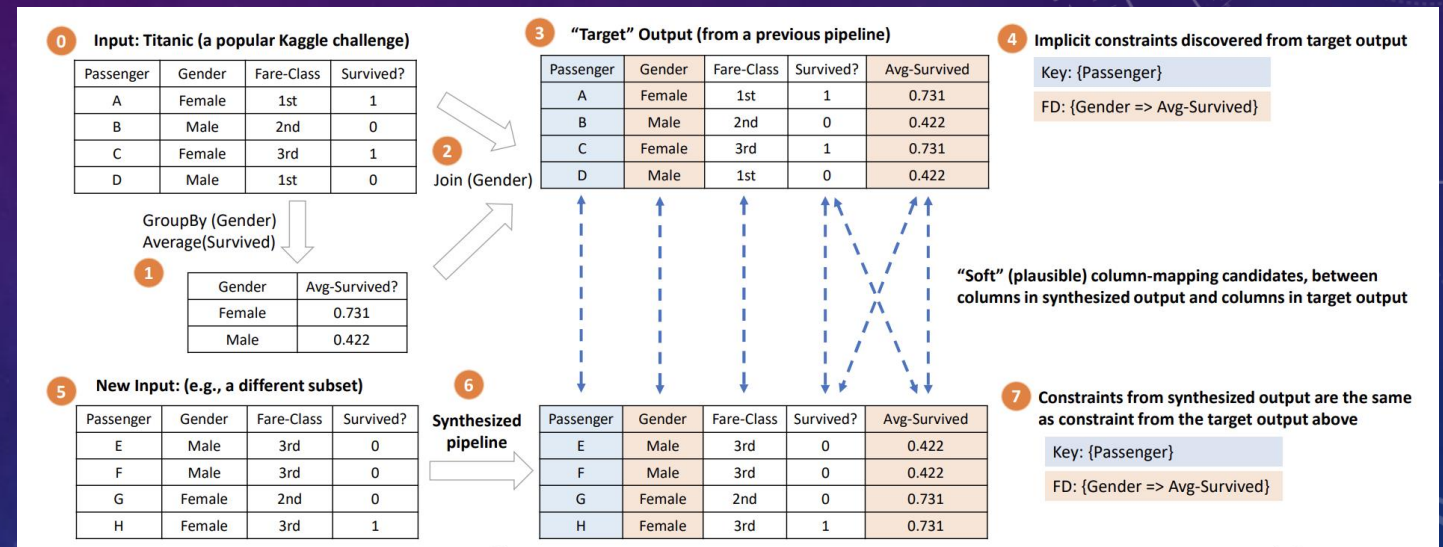 0 Input: Titanic (a popular Kaggle challenge)
Passenger Gender Fare-Class Survived?
A Female 1st 1
B Male 2nd 0
C Female 3rd 1
D Male 1st 0
GroupBy (Gender)
Average(Survived)
1
Gender Avg-Survived?
Female 0.731
Male 0.422
2
Join (Gender)
3 “Target” Output (from a previous pipeline)
Passenger Gender Fare-Class Survived? Avg-Survived
A Female 1st 1 0.731
B Male 2nd 0 0.422
C Female 3rd 1 0.731
D Male 1st 0 0.422
4 Implicit constraints discovered from target output
Key: {Passenger}
FD: {Gender => Avg-Survived}
“Soft” (plausible) column-mapping candidates, between
columns in synthesized output and columns in target output
5 New Input: (e.g., a different subset)
Passenger Gender Fare-Class Survived?
E Male 3rd 0
F Male 3rd 0
G Female 2nd 0
H Female 3rd 1
6
Synthesized
pipeline
Passenger Gender Fare-Class Survived? Avg-Survived
E Male 3rd 0 0.422
F Male 3rd 0 0.422
G Female 2nd 0 0.731
H Female 3rd 1 0.731
7 Constraints from synthesized output are the same
as constraint from the target output above
Key: {Passenger}
FD: {Gender => Avg-Survived}